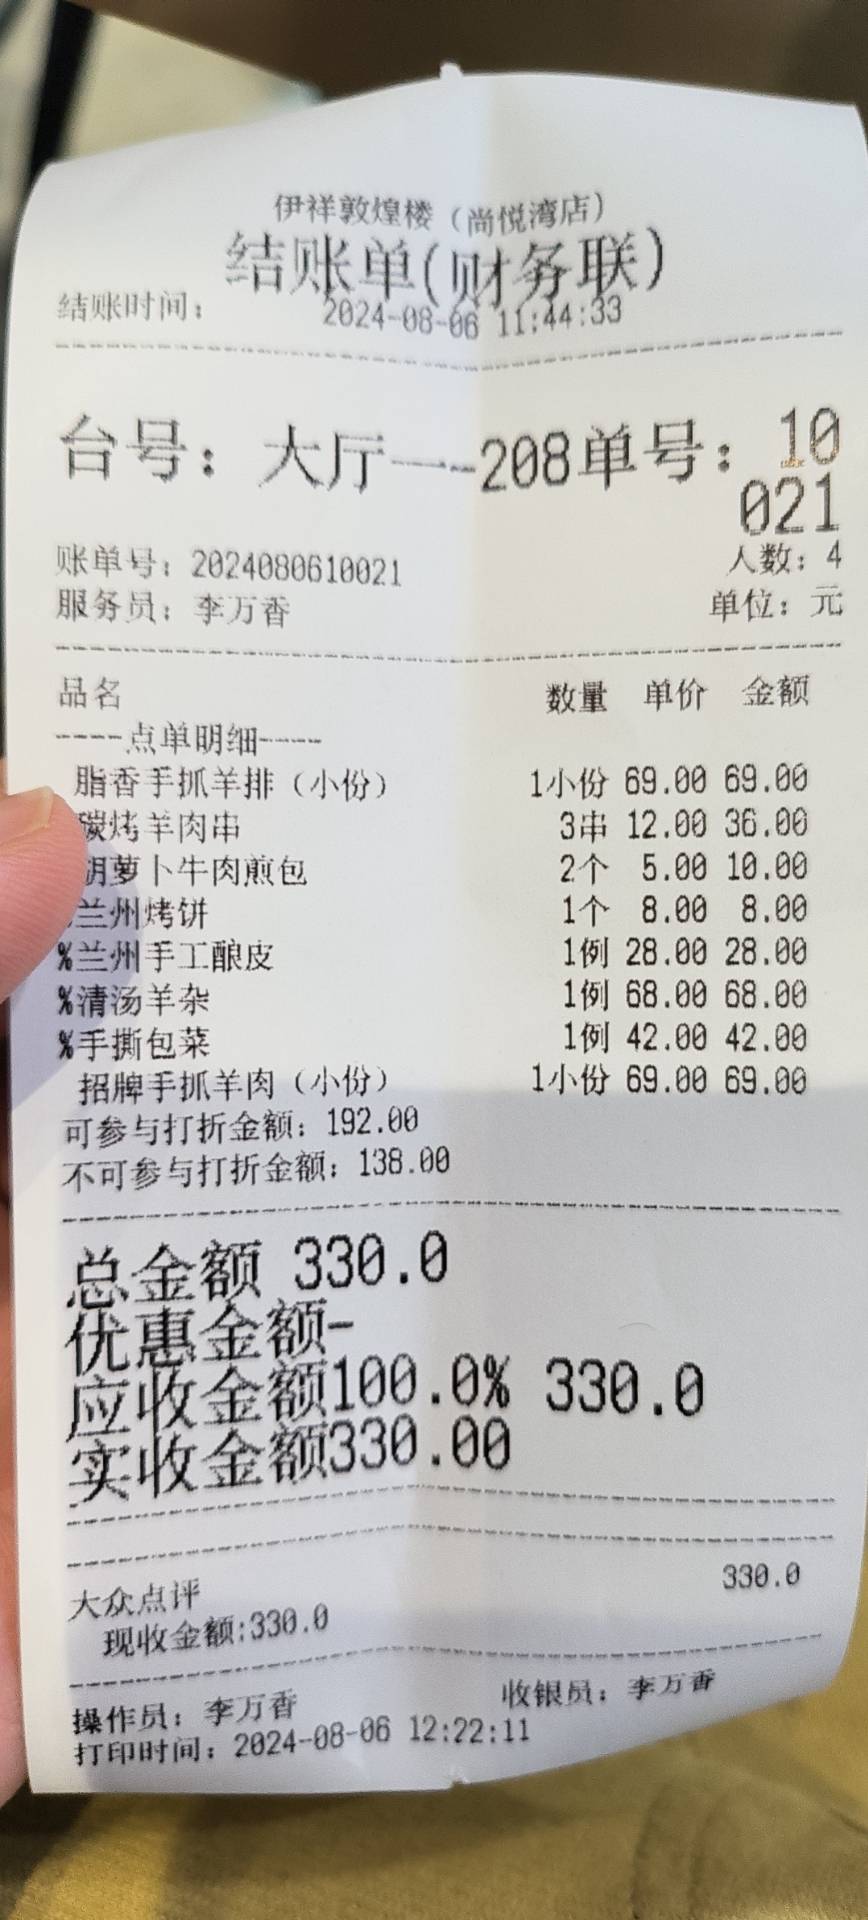 伊祥敦煌楼（尚悦湾店）
结账单(财务联)
结账时间： 2024-08-06 11:44:33
台号：大厅——208 单号：10
021
账单号：2024080610021 人数：4
服务员：李万香 单位：元
品名 数量 单价 金额
----点单明细----
脂香手抓羊排（小份） 1小份 69.00 69.00
碳烤羊肉串 3串 12.00 36.00
胡萝卜牛肉煎包 2个 5.00 10.00
兰州烤饼 1个 8.00 8.00
%兰州手工酿皮 1例 28.00 28.00
%清汤羊杂 1例 68.00 68.00
%手撕包菜 1例 42.00 42.00
招牌手抓羊肉（小份） 1小份 69.00 69.00
可参与打折金额：192.00
不可参与打折金额：138.00
总金额 330.0
优惠金额-
应收金额100.0% 330.0
实收金额330.00
大众点评 330.0
现收金额:330.0
操作员：李万香 收银员：李万香
打印时间：2024-08-06 12:22:11